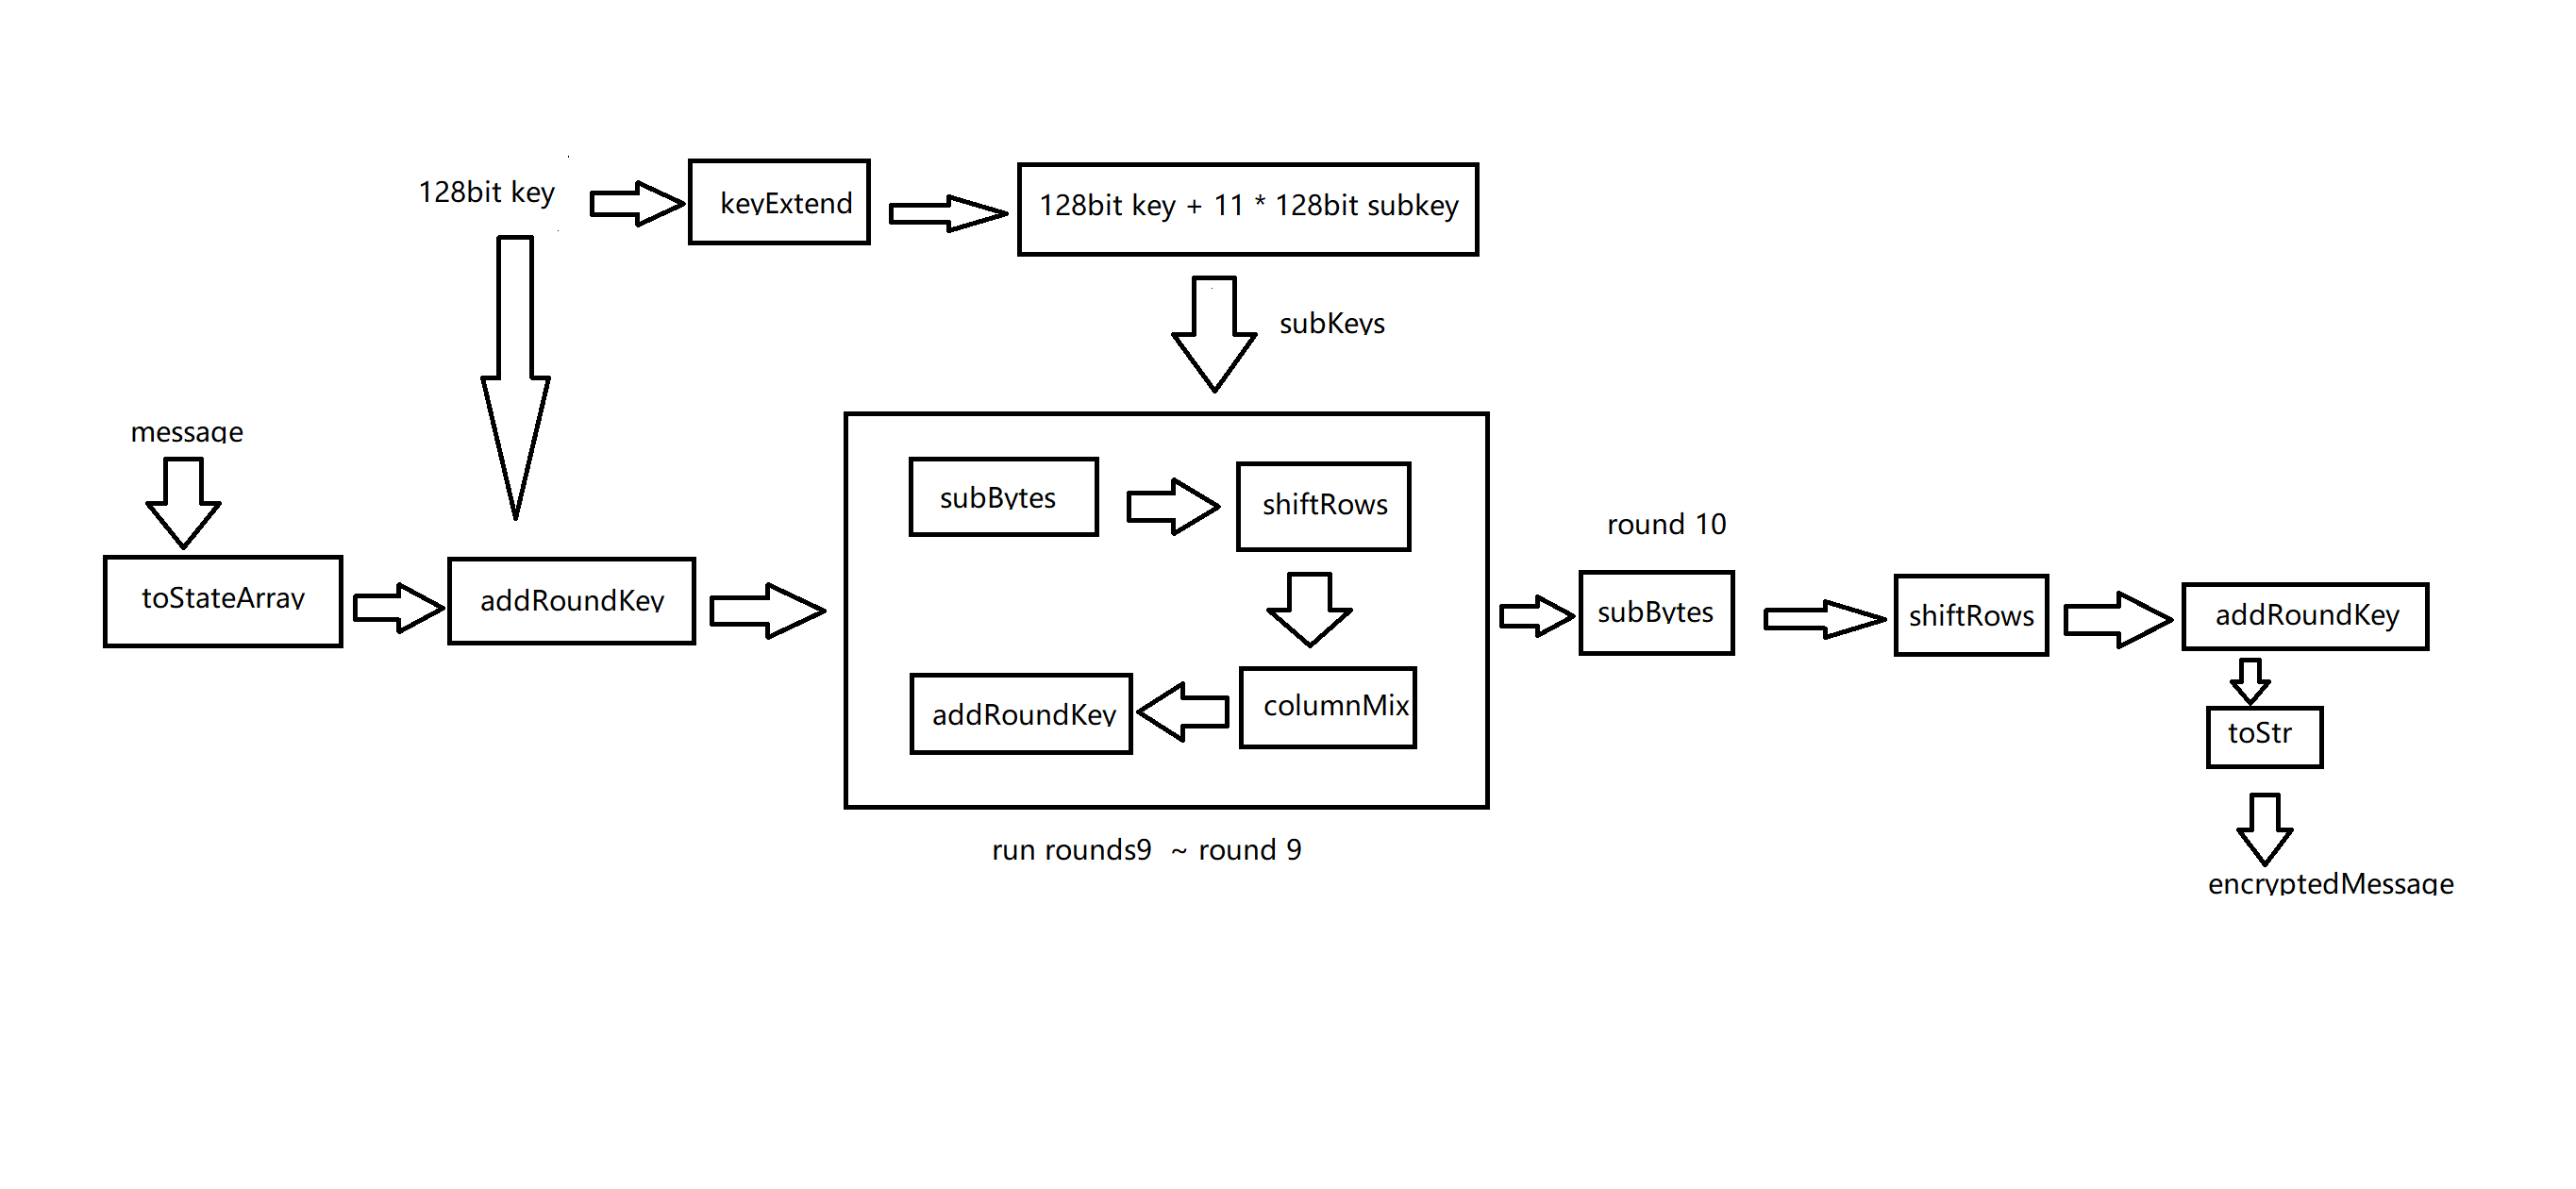 128bit key
keyExtend
128bit key + 11 * 128bit subkey
subKeys
message
toStateArray
addRoundKey
subBytes
shiftRows
columnMix
addRoundKey
run rounds9 ~ round 9
round 10
subBytes
shiftRows
addRoundKey
toStr
encryptedMessage